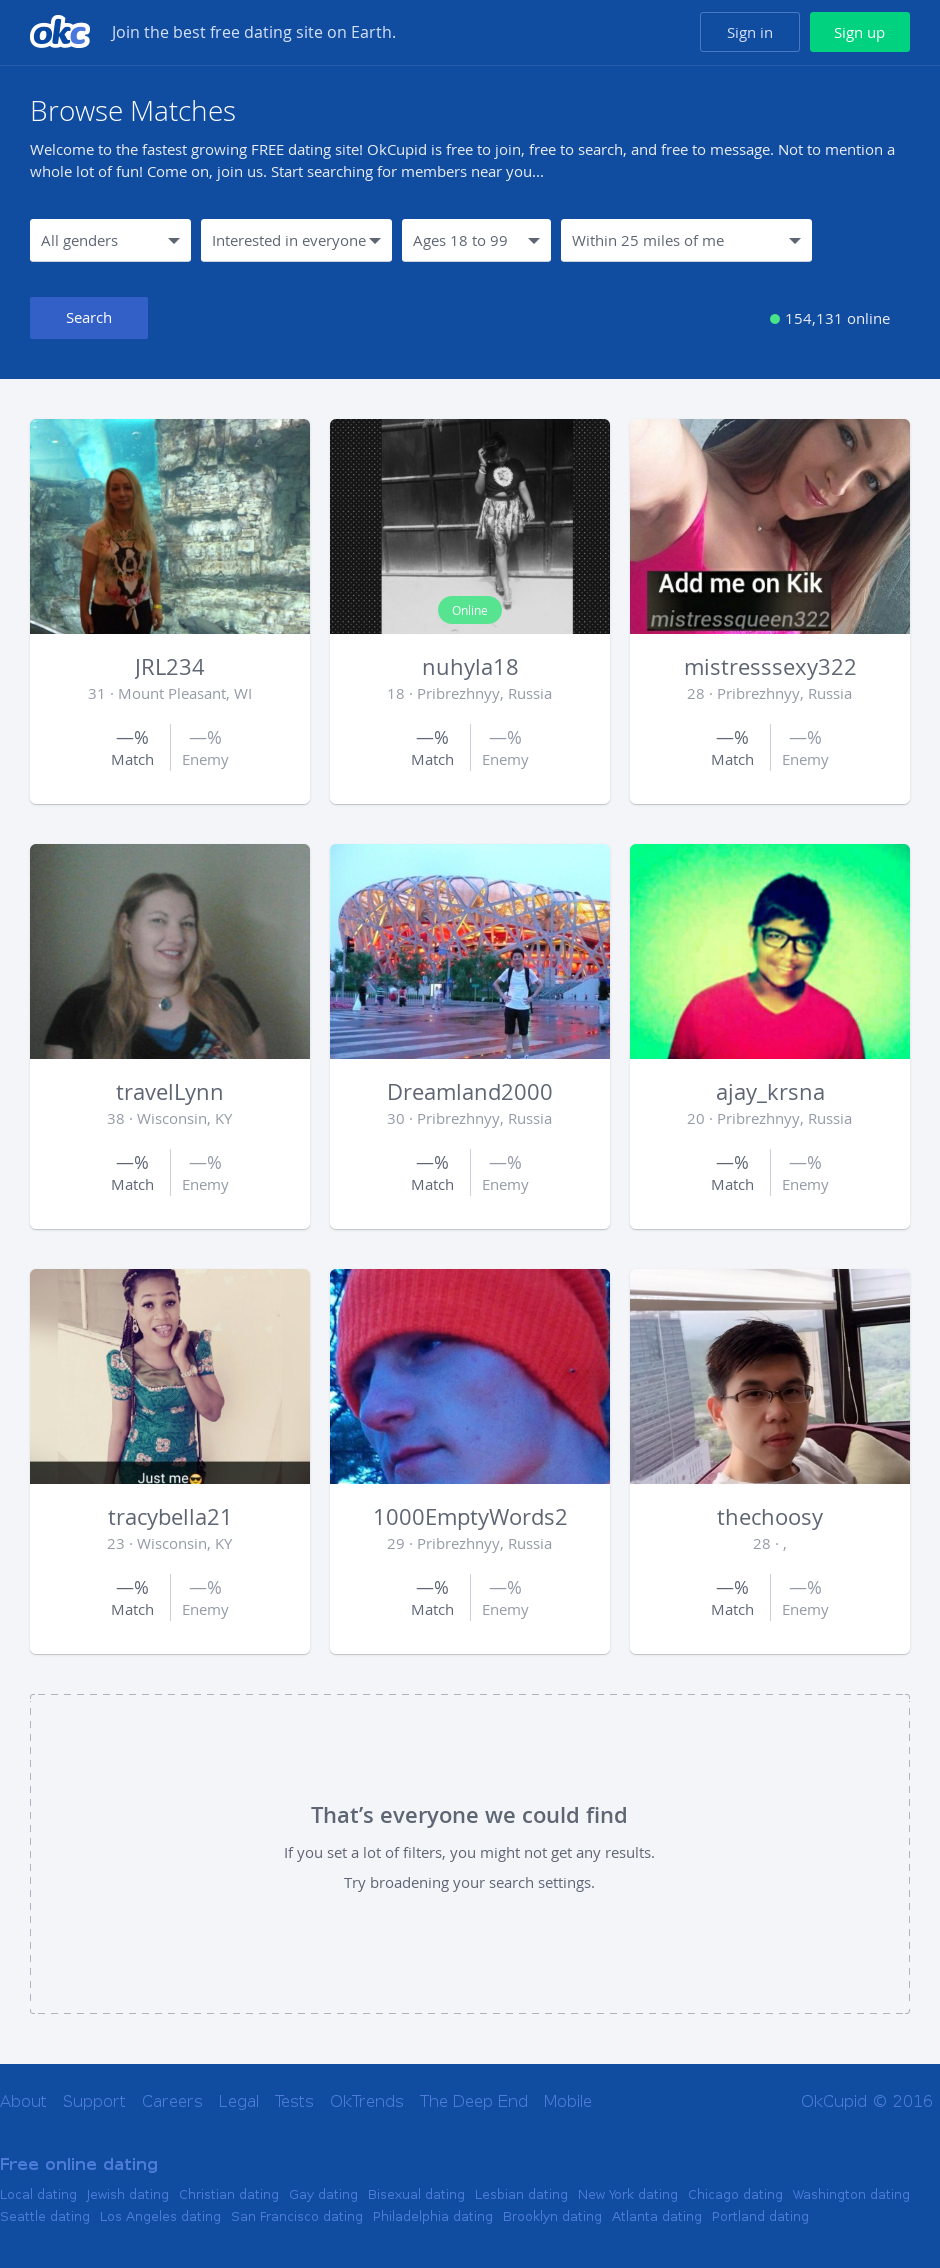 okc Join the best free dating site on Earth. Sign in Sign up
Browse Matches
Welcome to the fastest growing FREE dating site! OkCupid is free to join, free to search, and free to message. Not to mention a
whole lot of fun! Come on, join us. Start searching for members near you...
All genders Interested in everyone Ages 18 to 99 Within 25 miles of me
Search 154,131 online
Online
Add me on Kik
mistressqueen322
JRL234 nuhyla18 mistresssexy322
31 · Mount Pleasant, WI 18 · Pribrezhnyy, Russia 28 · Pribrezhnyy, Russia
—% —% —% —% —% —%
Match Enemy Match Enemy Match Enemy
travelLynn Dreamland2000 ajay_krsna
38 · Wisconsin, KY 30 · Pribrezhnyy, Russia 20 · Pribrezhnyy, Russia
—% —% —% —% —% —%
Match Enemy Match Enemy Match Enemy
Just me😎
tracybella21 1000EmptyWords2 thechoosy
23 · Wisconsin, KY 29 · Pribrezhnyy, Russia 28 · ,
—% —% —% —% —% —%
Match Enemy Match Enemy Match Enemy
That’s everyone we could find
If you set a lot of filters, you might not get any results.
Try broadening your search settings.
About Support Careers Legal Tests OkTrends The Deep End Mobile OkCupid © 2016
Free online dating
Local dating Jewish dating Christian dating Gay dating Bisexual dating Lesbian dating New York dating Chicago dating Washington dating
Seattle dating Los Angeles dating San Francisco dating Philadelphia dating Brooklyn dating Atlanta dating Portland dating